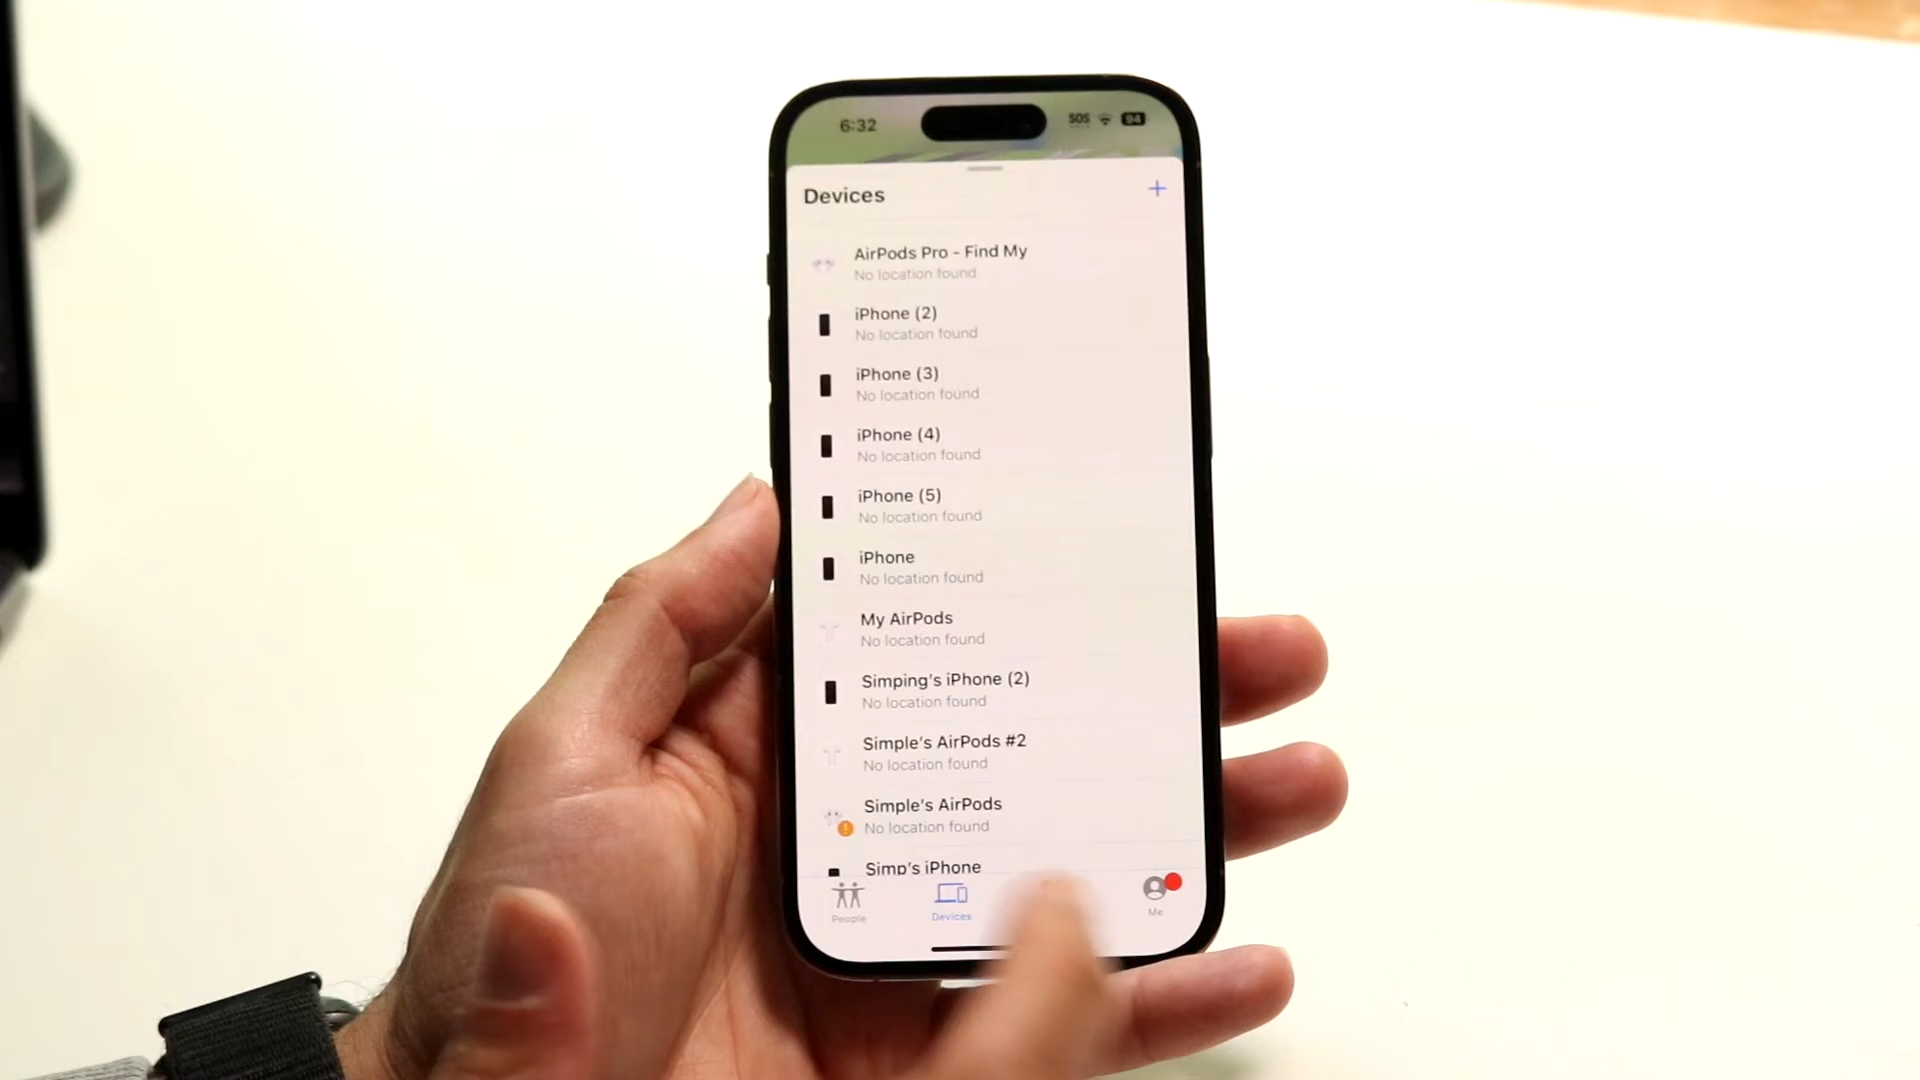 6:32
SOS
94
Devices
+
AirPods Pro - Find My
No location found
iPhone (2)
No location found
iPhone (3)
No location found
iPhone (4)
No location found
iPhone (5)
No location found
iPhone
No location found
My AirPods
No location found
Simping's iPhone (2)
No location found
Simple's AirPods #2
No location found
Simple's AirPods
No location found
Simp's iPhone
People
Devices
Me